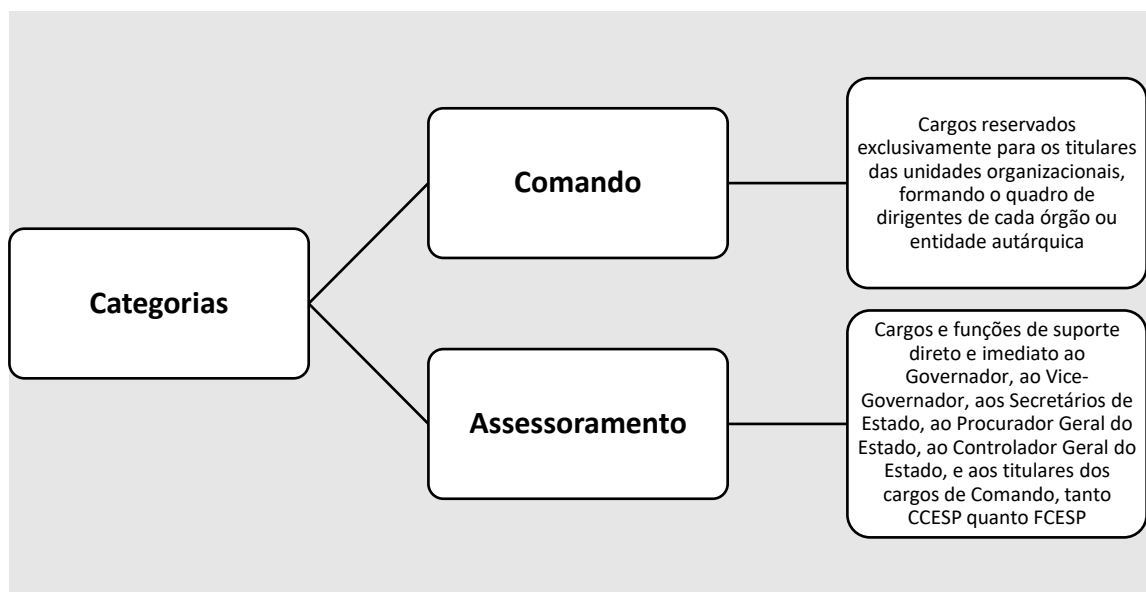 Categorias
Comando
Cargos reservados
exclusivamente para os titulares
das unidades organizacionais,
formando o quadro de
dirigentes de cada órgão ou
entidade autárquica
Assessoramento
Cargos e funções de suporte
direto e imediato ao
Governador, ao Vice-
Governador, aos Secretários de
Estado, ao Procurador Geral do
Estado, ao Controlador Geral do
Estado, e aos titulares dos
cargos de Comando, tanto
CCESP quanto FCESP